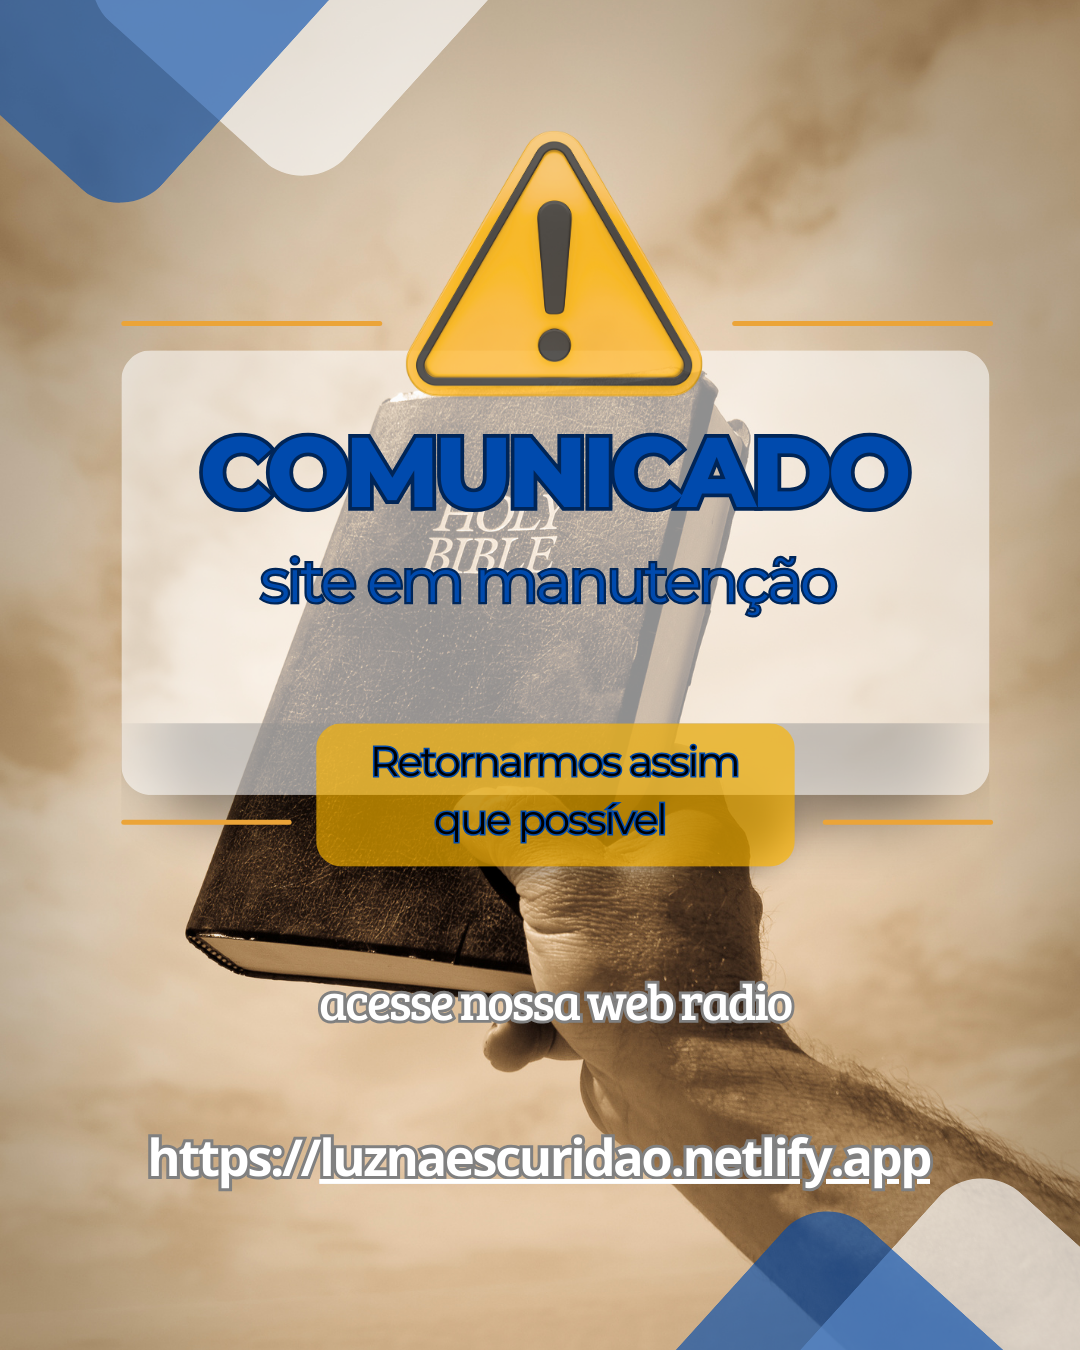 COMUNICADO
HOLY
BIBLE
site em manutenção
Retornarmos assim
que possível
acesse nossa web radio
https://luznaescuridao.netlify.app